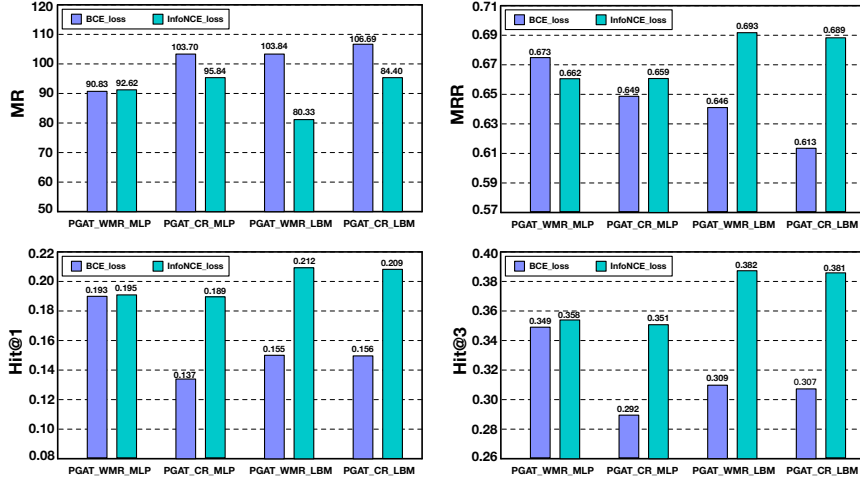 BCE_loss InfoNCE_loss
MR
120
110
100
90
80
70
60
50
90.83 92.62 103.70 95.84 103.84 80.33 106.69 84.40
PGAT_WMR_MLP PGAT_CR_MLP PGAT_WMR_LBM PGAT_CR_LBM
BCE_loss InfoNCE_loss
MRR
0.71
0.69
0.67
0.65
0.63
0.61
0.59
0.57
0.673 0.662 0.649 0.659 0.646 0.693 0.613 0.689
PGAT_WMR_MLP PGAT_CR_MLP PGAT_WMR_LBM PGAT_CR_LBM
BCE_loss InfoNCE_loss
Hit@1
0.22
0.20
0.18
0.16
0.14
0.12
0.10
0.08
0.193 0.195 0.137 0.189 0.155 0.212 0.156 0.209
PGAT_WMR_MLP PGAT_CR_MLP PGAT_WMR_LBM PGAT_CR_LBM
BCE_loss InfoNCE_loss
Hit@3
0.40
0.38
0.36
0.34
0.32
0.30
0.28
0.26
0.349 0.358 0.292 0.351 0.309 0.382 0.307 0.381
PGAT_WMR_MLP PGAT_CR_MLP PGAT_WMR_LBM PGAT_CR_LBM